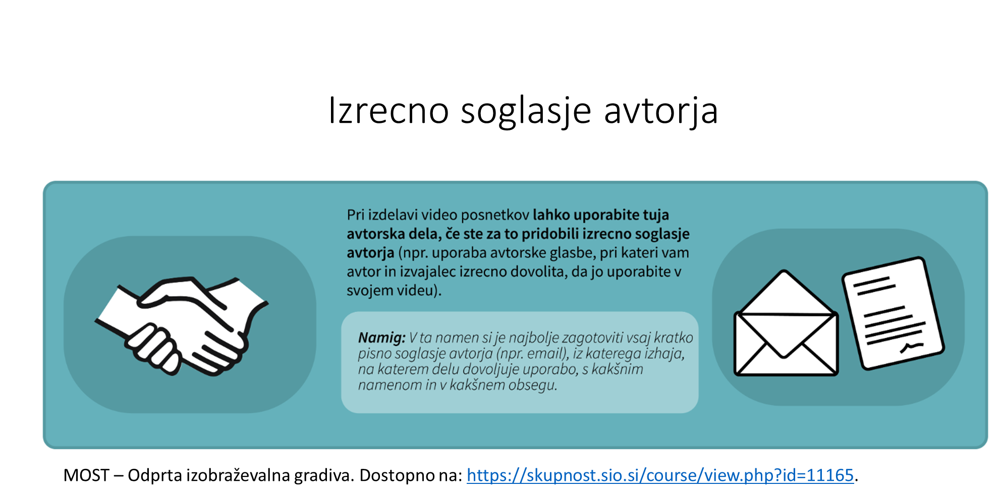 Izrecno soglasje avtorja
Pri izdelavi video posnetkov lahko uporabite tuja
avtorska dela, če ste za to pridobili izrecno soglasje
avtorja (npr. uporaba avtorske glasbe, pri kateri vam
avtor in izvajalec izrecno dovolita, da jo uporabite v
svojem videu).
Namig: V ta namen si je najbolje zagotoviti vsaj kratko
pisno soglasje avtorja (npr. email), iz katerega izhaja,
na katerem delu dovoljuje uporabo, s kakšnim
namenom in v kakšnem obsegu.
MOST – Odprta izobraževalna gradiva. Dostopno na: https://skupnost.sio.si/course/view.php?id=11165.